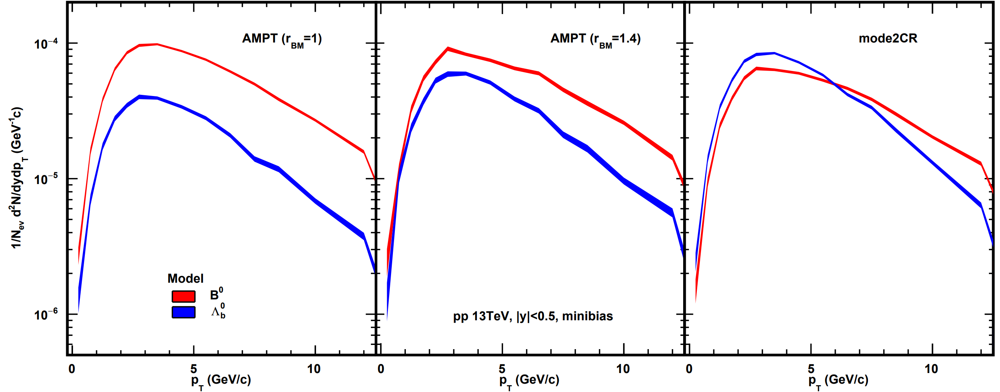 AMPT (r_BM=1)
AMPT (r_BM=1.4)
mode2CR
10⁻⁴
10⁻⁵
10⁻⁶
1/N_ev d²N/dydp_T (GeV⁻¹c)
Model
B⁰
Λ_b⁰
pp 13TeV, |y|<0.5, minibias
0 5 10 0 5 10 0 5 10
p_T (GeV/c) p_T (GeV/c) p_T (GeV/c)